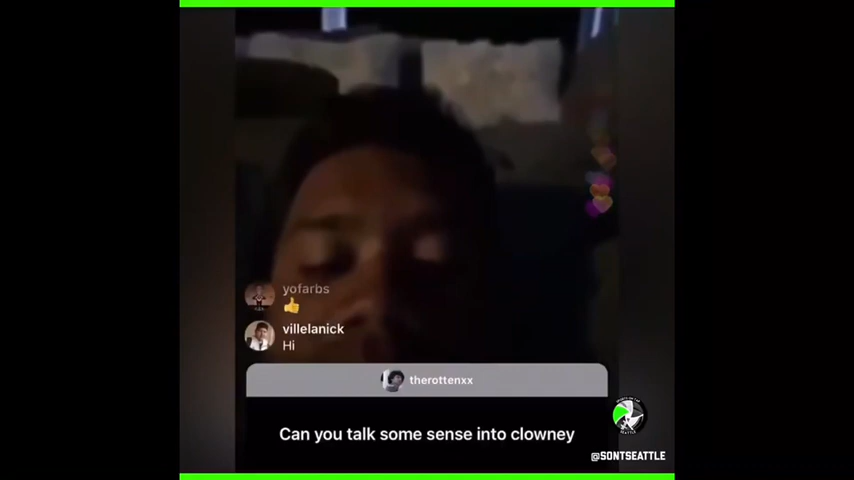 yofarbs
👍
villelanick
Hi
therottenxx
Can you talk some sense into clowney
@SONTSEATTLE